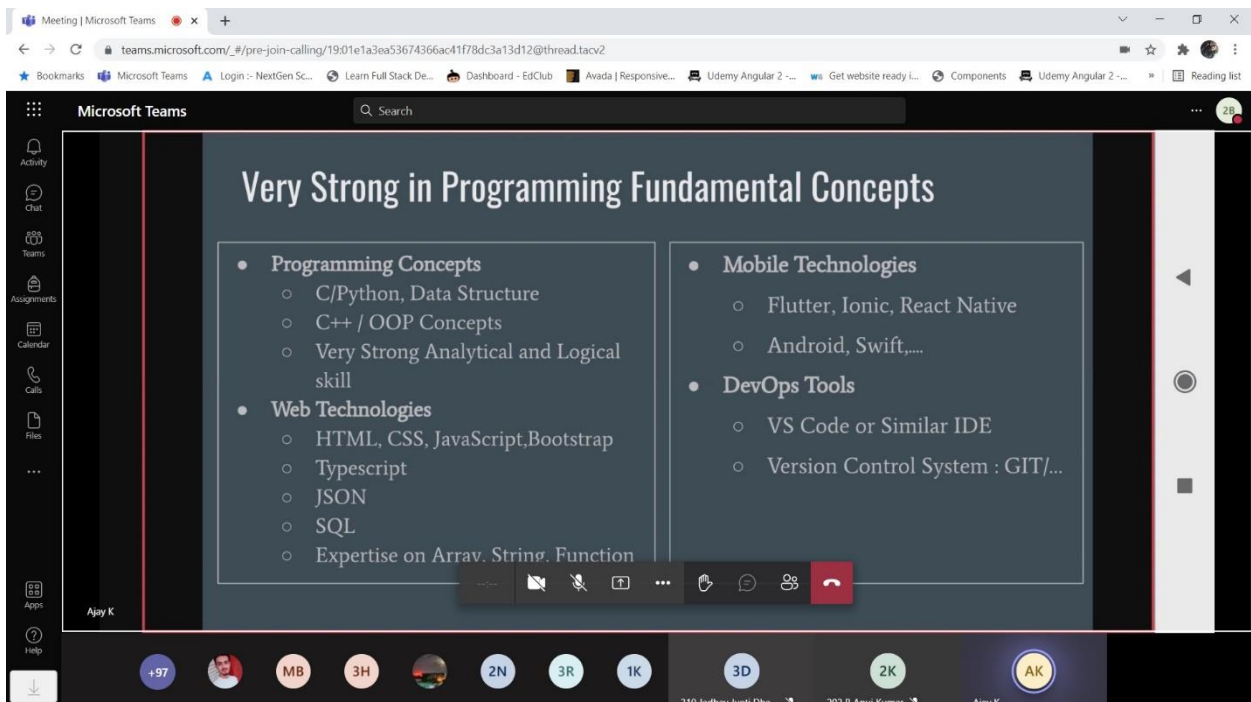 Meeting | Microsoft Teams
teams.microsoft.com/_#/pre-join-calling/19:01e1a3ea53674366ac41f78dc3a13d12@thread.tacv2
Bookmarks Microsoft Teams Login :- NextGen Sc... Learn Full Stack De... Dashboard - EdClub Avada | Responsive... Udemy Angular 2 -... Get website ready i... Components Udemy Angular 2 -... » Reading list
Microsoft Teams Search ... 2B
Activity
Chat
Teams
Assignments
Calendar
Calls
Files
...
Apps
Help
Very Strong in Programming Fundamental Concepts
● Programming Concepts
○ C/Python, Data Structure
○ C++ / OOP Concepts
○ Very Strong Analytical and Logical
skill
● Web Technologies
○ HTML, CSS, JavaScript,Bootstrap
○ Typescript
○ JSON
○ SQL
○ Expertise on Array, String, Function
● Mobile Technologies
○ Flutter, Ionic, React Native
○ Android, Swift,....
● DevOps Tools
○ VS Code or Similar IDE
○ Version Control System : GIT/...
--:--
Ajay K
+97 MB 3H 2N 3R 1K 3D 2K AK
Ajay K